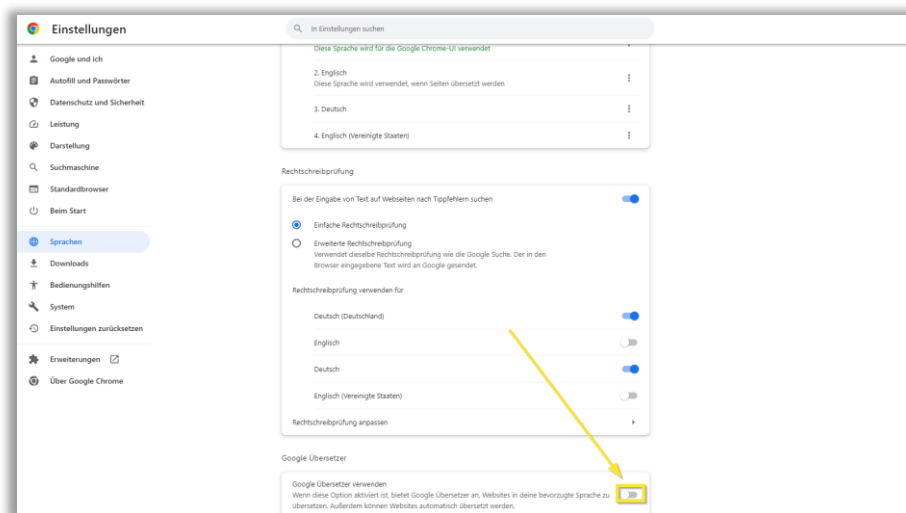 Einstellungen
In Einstellungen suchen
Google und ich
Autofill und Passwörter
Datenschutz und Sicherheit
Leistung
Darstellung
Suchmaschine
Standardbrowser
Beim Start
Sprachen
Downloads
Bedienungshilfen
System
Einstellungen zurücksetzen
Erweiterungen
Über Google Chrome
Diese Sprache wird für die Google Chrome-UI verwendet
2. Englisch
Diese Sprache wird verwendet, wenn Seiten übersetzt werden
3. Deutsch
4. Englisch (Vereinigte Staaten)
Rechtschreibprüfung
Bei der Eingabe von Text auf Webseiten nach Tippfehlern suchen
Einfache Rechtschreibprüfung
Erweiterte Rechtschreibprüfung
Verwendet dieselbe Rechtschreibprüfung wie die Google Suche. Der in den
Browser eingegebene Text wird an Google gesendet.
Rechtschreibprüfung verwenden für
Deutsch (Deutschland)
Englisch
Deutsch
Englisch (Vereinigte Staaten)
Rechtschreibprüfung anpassen
Google Übersetzer
Google Übersetzer verwenden
Wenn diese Option aktiviert ist, bietet Google Übersetzer an, Websites in deine bevorzugte Sprache zu
übersetzen. Außerdem können Websites automatisch übersetzt werden.